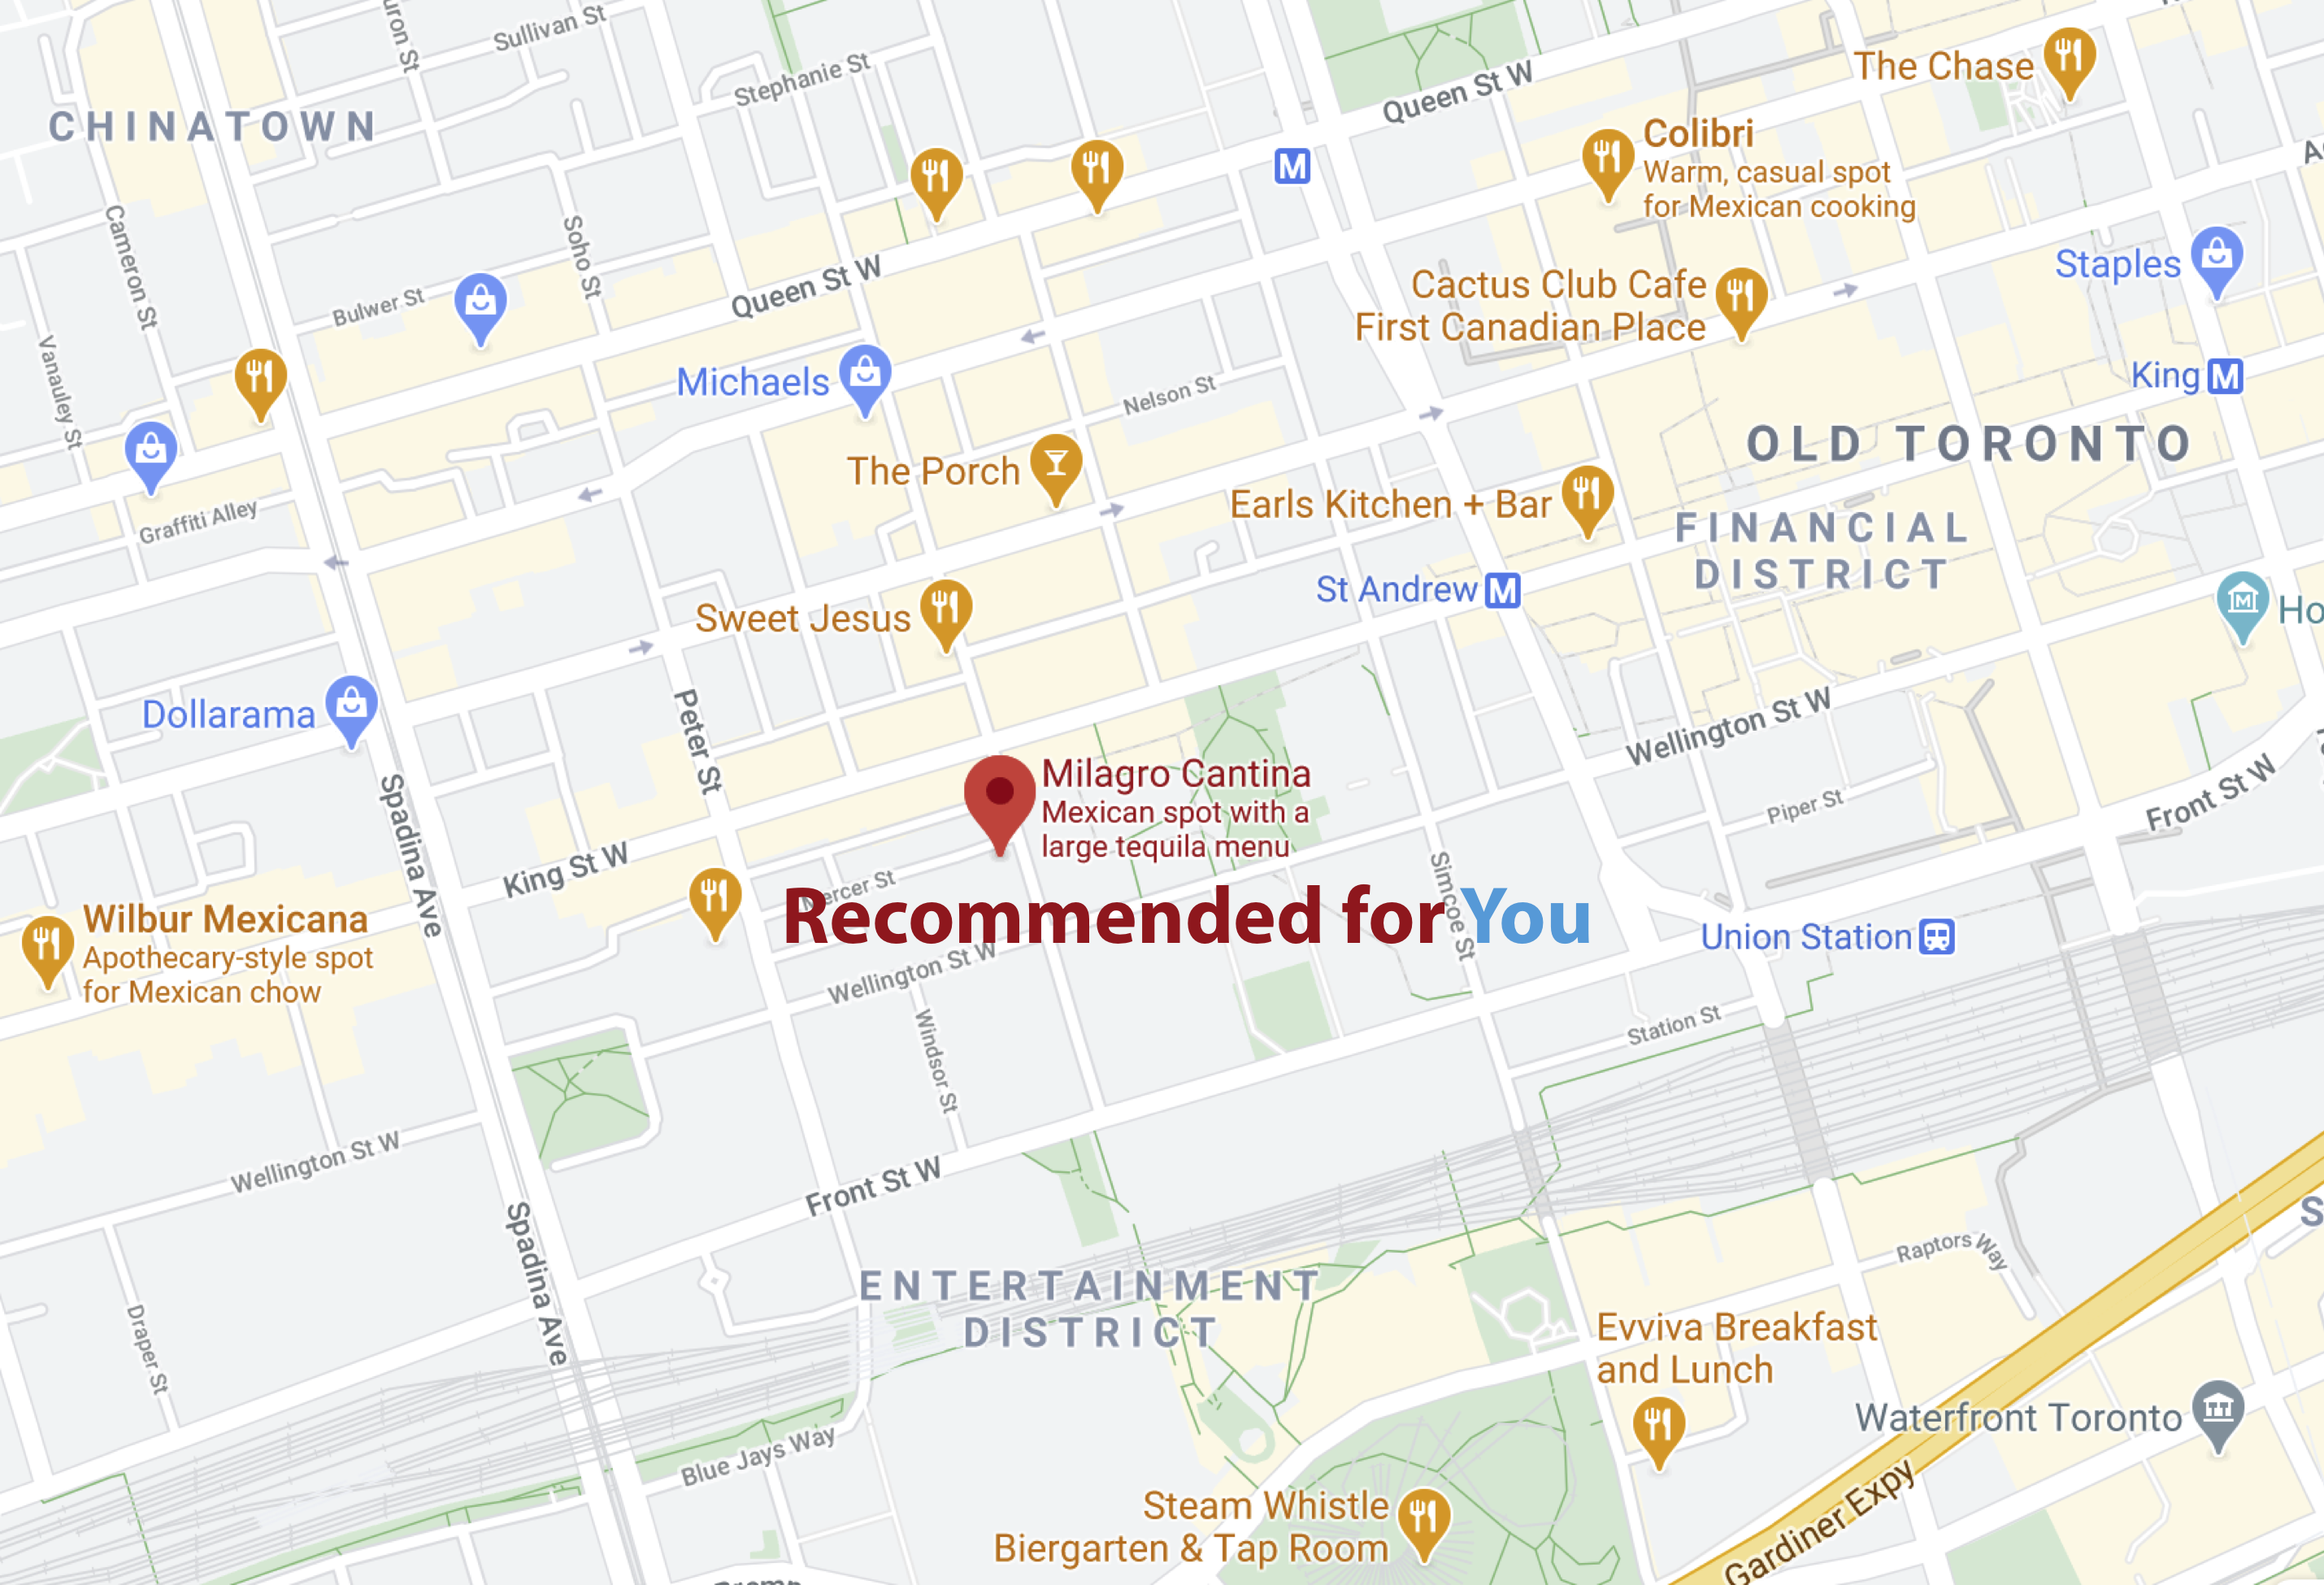 Sullivan St
Stephanie St
CHINATOWN
Queen St W
The Chase
Colibri
Warm, casual spot
for Mexican cooking
M
Cameron St
Soho St
Bulwer St
Queen St W
Cactus Club Cafe
First Canadian Place
Staples
King M
Vanauley St
Michaels
Nelson St
OLD TORONTO
The Porch
Earls Kitchen + Bar
FINANCIAL
DISTRICT
Graffiti Alley
St Andrew M
Sweet Jesus
Dollarama
Peter St
Wellington St W
Milagro Cantina
Mexican spot with a
large tequila menu
Piper St
Front St W
Spadina Ave
King St W
Mercer St
Simcoe St
Recommended for You
Wilbur Mexicana
Apothecary-style spot
for Mexican chow
Union Station
Wellington St W
Windsor St
Station St
Wellington St W
Front St W
Spadina Ave
ENTERTAINMENT
DISTRICT
Raptors Way
Draper St
Evviva Breakfast
and Lunch
Waterfront Toronto
Blue Jays Way
Steam Whistle
Biergarten & Tap Room
Gardiner Expy